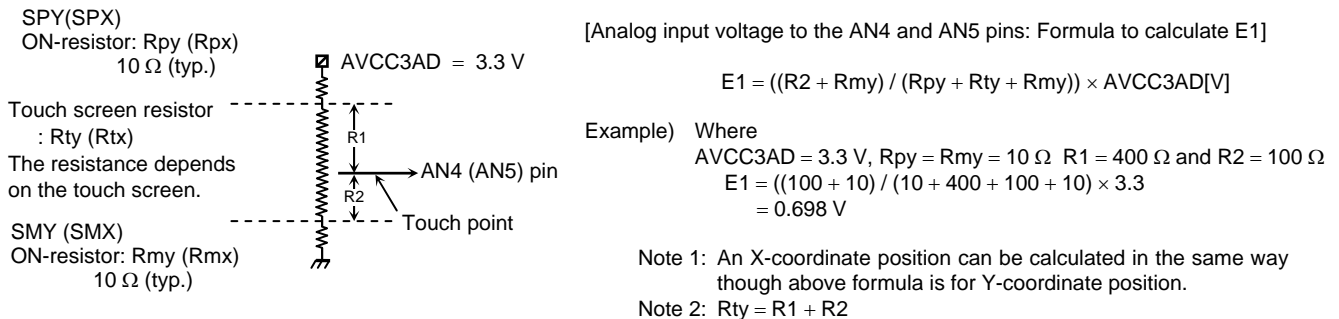 SPY(SPX)
ON-resistor: Rpy (Rpx)
10 Ω (typ.)
AVCC3AD = 3.3 V
Touch screen resistor
: Rty (Rtx)
The resistance depends
on the touch screen.
R1
AN4 (AN5) pin
R2
Touch point
SMY (SMX)
ON-resistor: Rmy (Rmx)
10 Ω (typ.)
[Analog input voltage to the AN4 and AN5 pins: Formula to calculate E1]
E1 = ((R2 + Rmy) / (Rpy + Rty + Rmy)) × AVCC3AD[V]
Example) Where
AVCC3AD = 3.3 V, Rpy = Rmy = 10 Ω R1 = 400 Ω and R2 = 100 Ω
E1 = ((100 + 10) / (10 + 400 + 100 + 10) × 3.3
= 0.698 V
Note 1: An X-coordinate position can be calculated in the same way
though above formula is for Y-coordinate position.
Note 2: Rty = R1 + R2